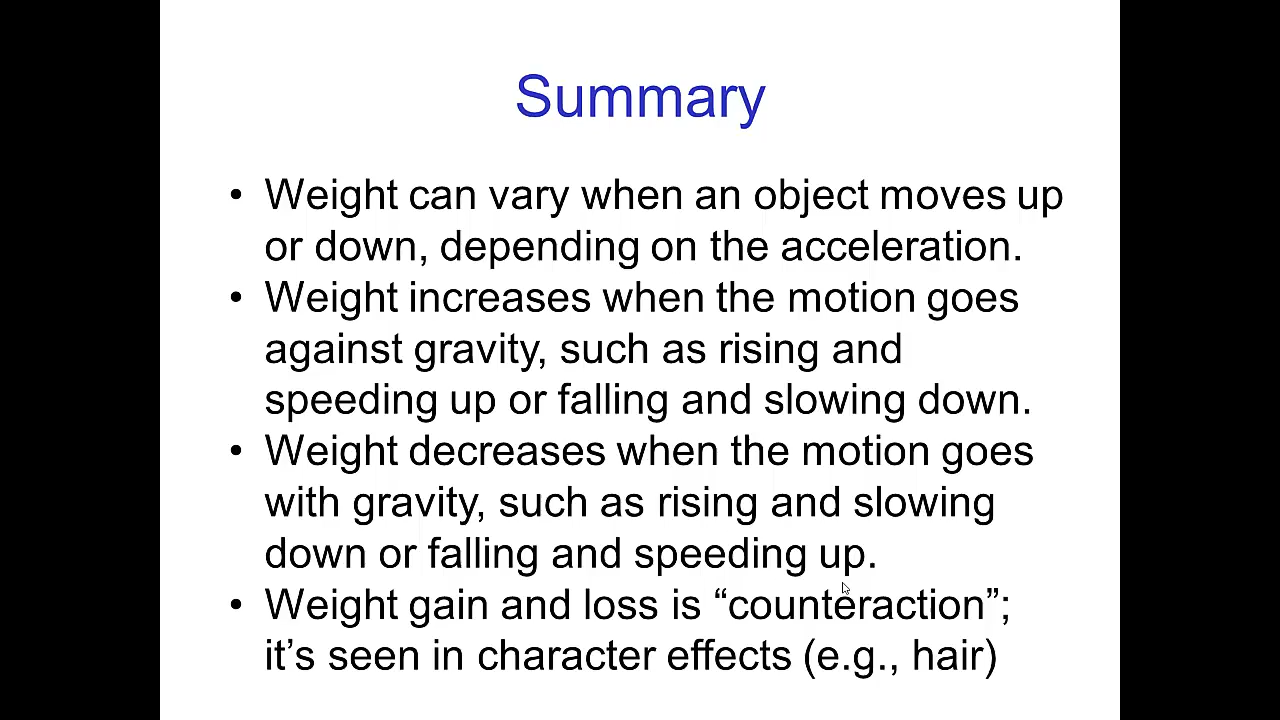 Summary
• Weight can vary when an object moves up
or down, depending on the acceleration.
• Weight increases when the motion goes
against gravity, such as rising and
speeding up or falling and slowing down.
• Weight decreases when the motion goes
with gravity, such as rising and slowing
down or falling and speeding up.
• Weight gain and loss is “counteraction”;
it’s seen in character effects (e.g., hair)